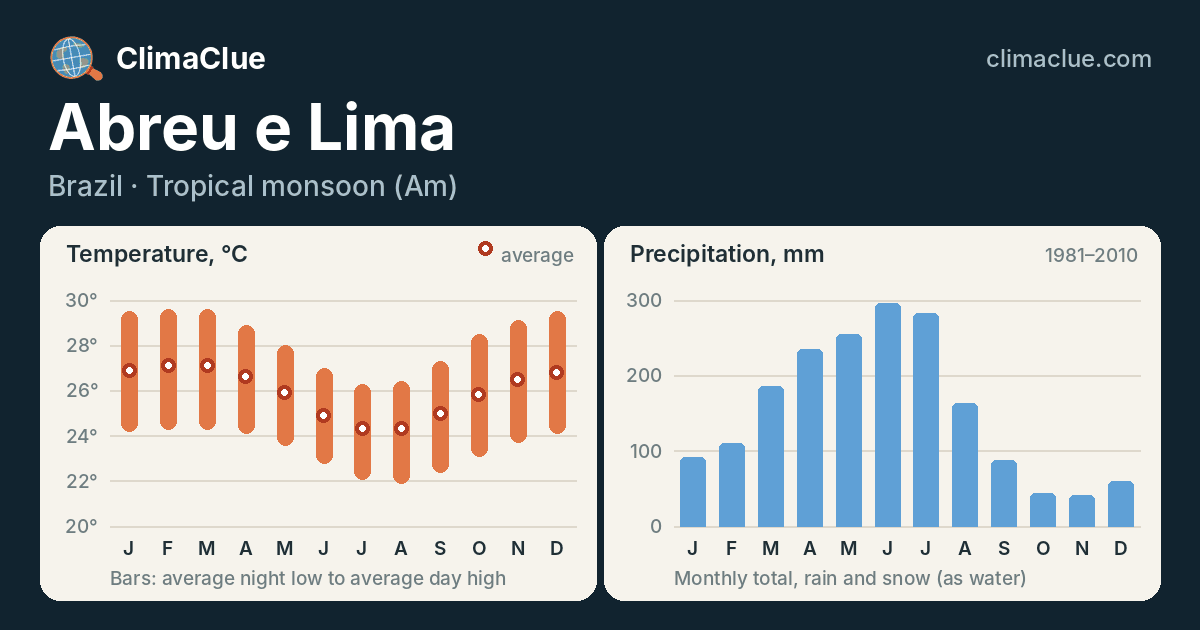 ClimaClue
climaclue.com
Abreu e Lima
Brazil · Tropical monsoon (Am)
Temperature, °C
average
30°
28°
26°
24°
22°
20°
J F M A M J J A S O N D
Bars: average night low to average day high
Precipitation, mm
1981–2010
300
200
100
0
J F M A M J J A S O N D
Monthly total, rain and snow (as water)